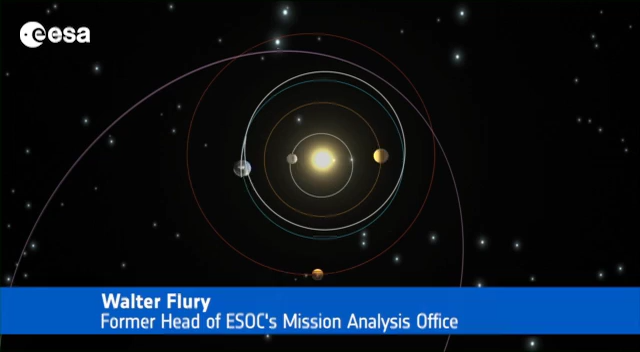 esa
Walter Flury
Former Head of ESOC's Mission Analysis Office